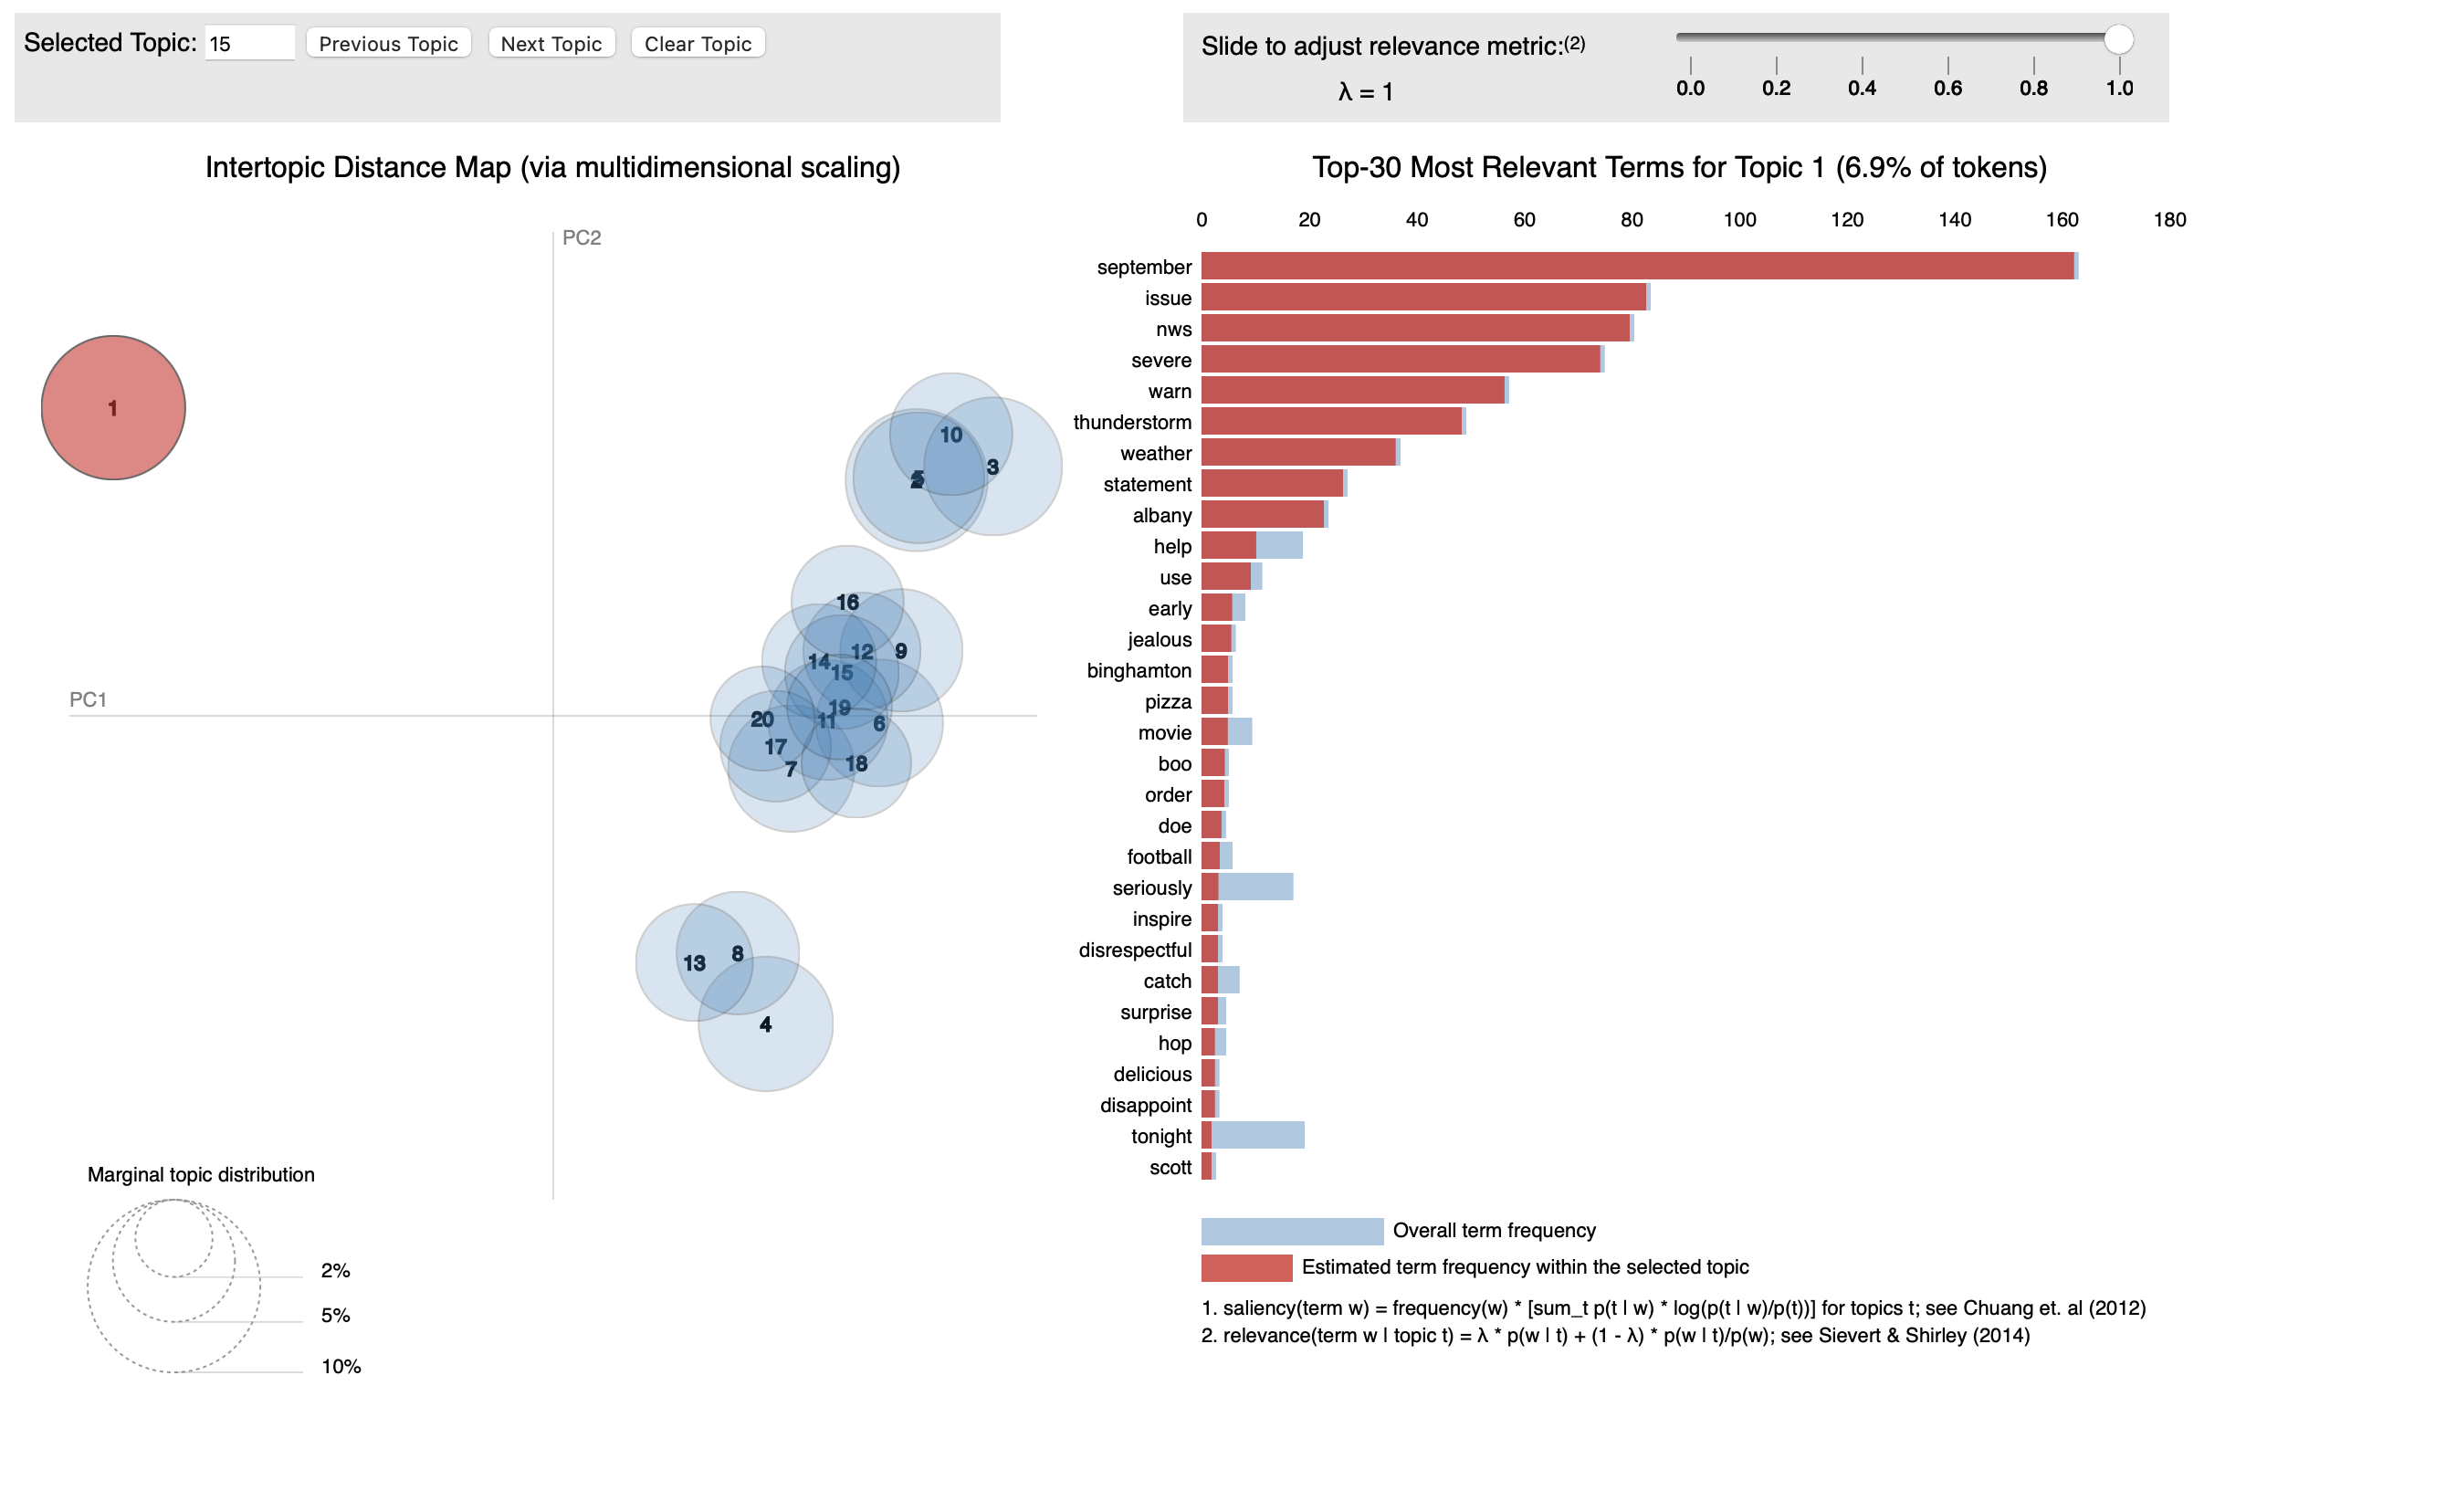 Selected Topic: 15 Previous Topic Next Topic Clear Topic
Slide to adjust relevance metric:(2)
λ = 1
0.0 0.2 0.4 0.6 0.8 1.0
Intertopic Distance Map (via multidimensional scaling)
PC2
PC1
1
10
3
5
2
16
12
9
14
15
19
20
11
6
17
7
18
8
13
4
Marginal topic distribution
2%
5%
10%
Top-30 Most Relevant Terms for Topic 1 (6.9% of tokens)
0 20 40 60 80 100 120 140 160 180
september
issue
nws
severe
warn
thunderstorm
weather
statement
albany
help
use
early
jealous
binghamton
pizza
movie
boo
order
doe
football
seriously
inspire
disrespectful
catch
surprise
hop
delicious
disappoint
tonight
scott
Overall term frequency
Estimated term frequency within the selected topic
1. saliency(term w) = frequency(w) * [sum_t p(t | w) * log(p(t | w)/p(t))] for topics t; see Chuang et. al (2012)
2. relevance(term w | topic t) = λ * p(w | t) + (1 - λ) * p(w | t)/p(w); see Sievert & Shirley (2014)